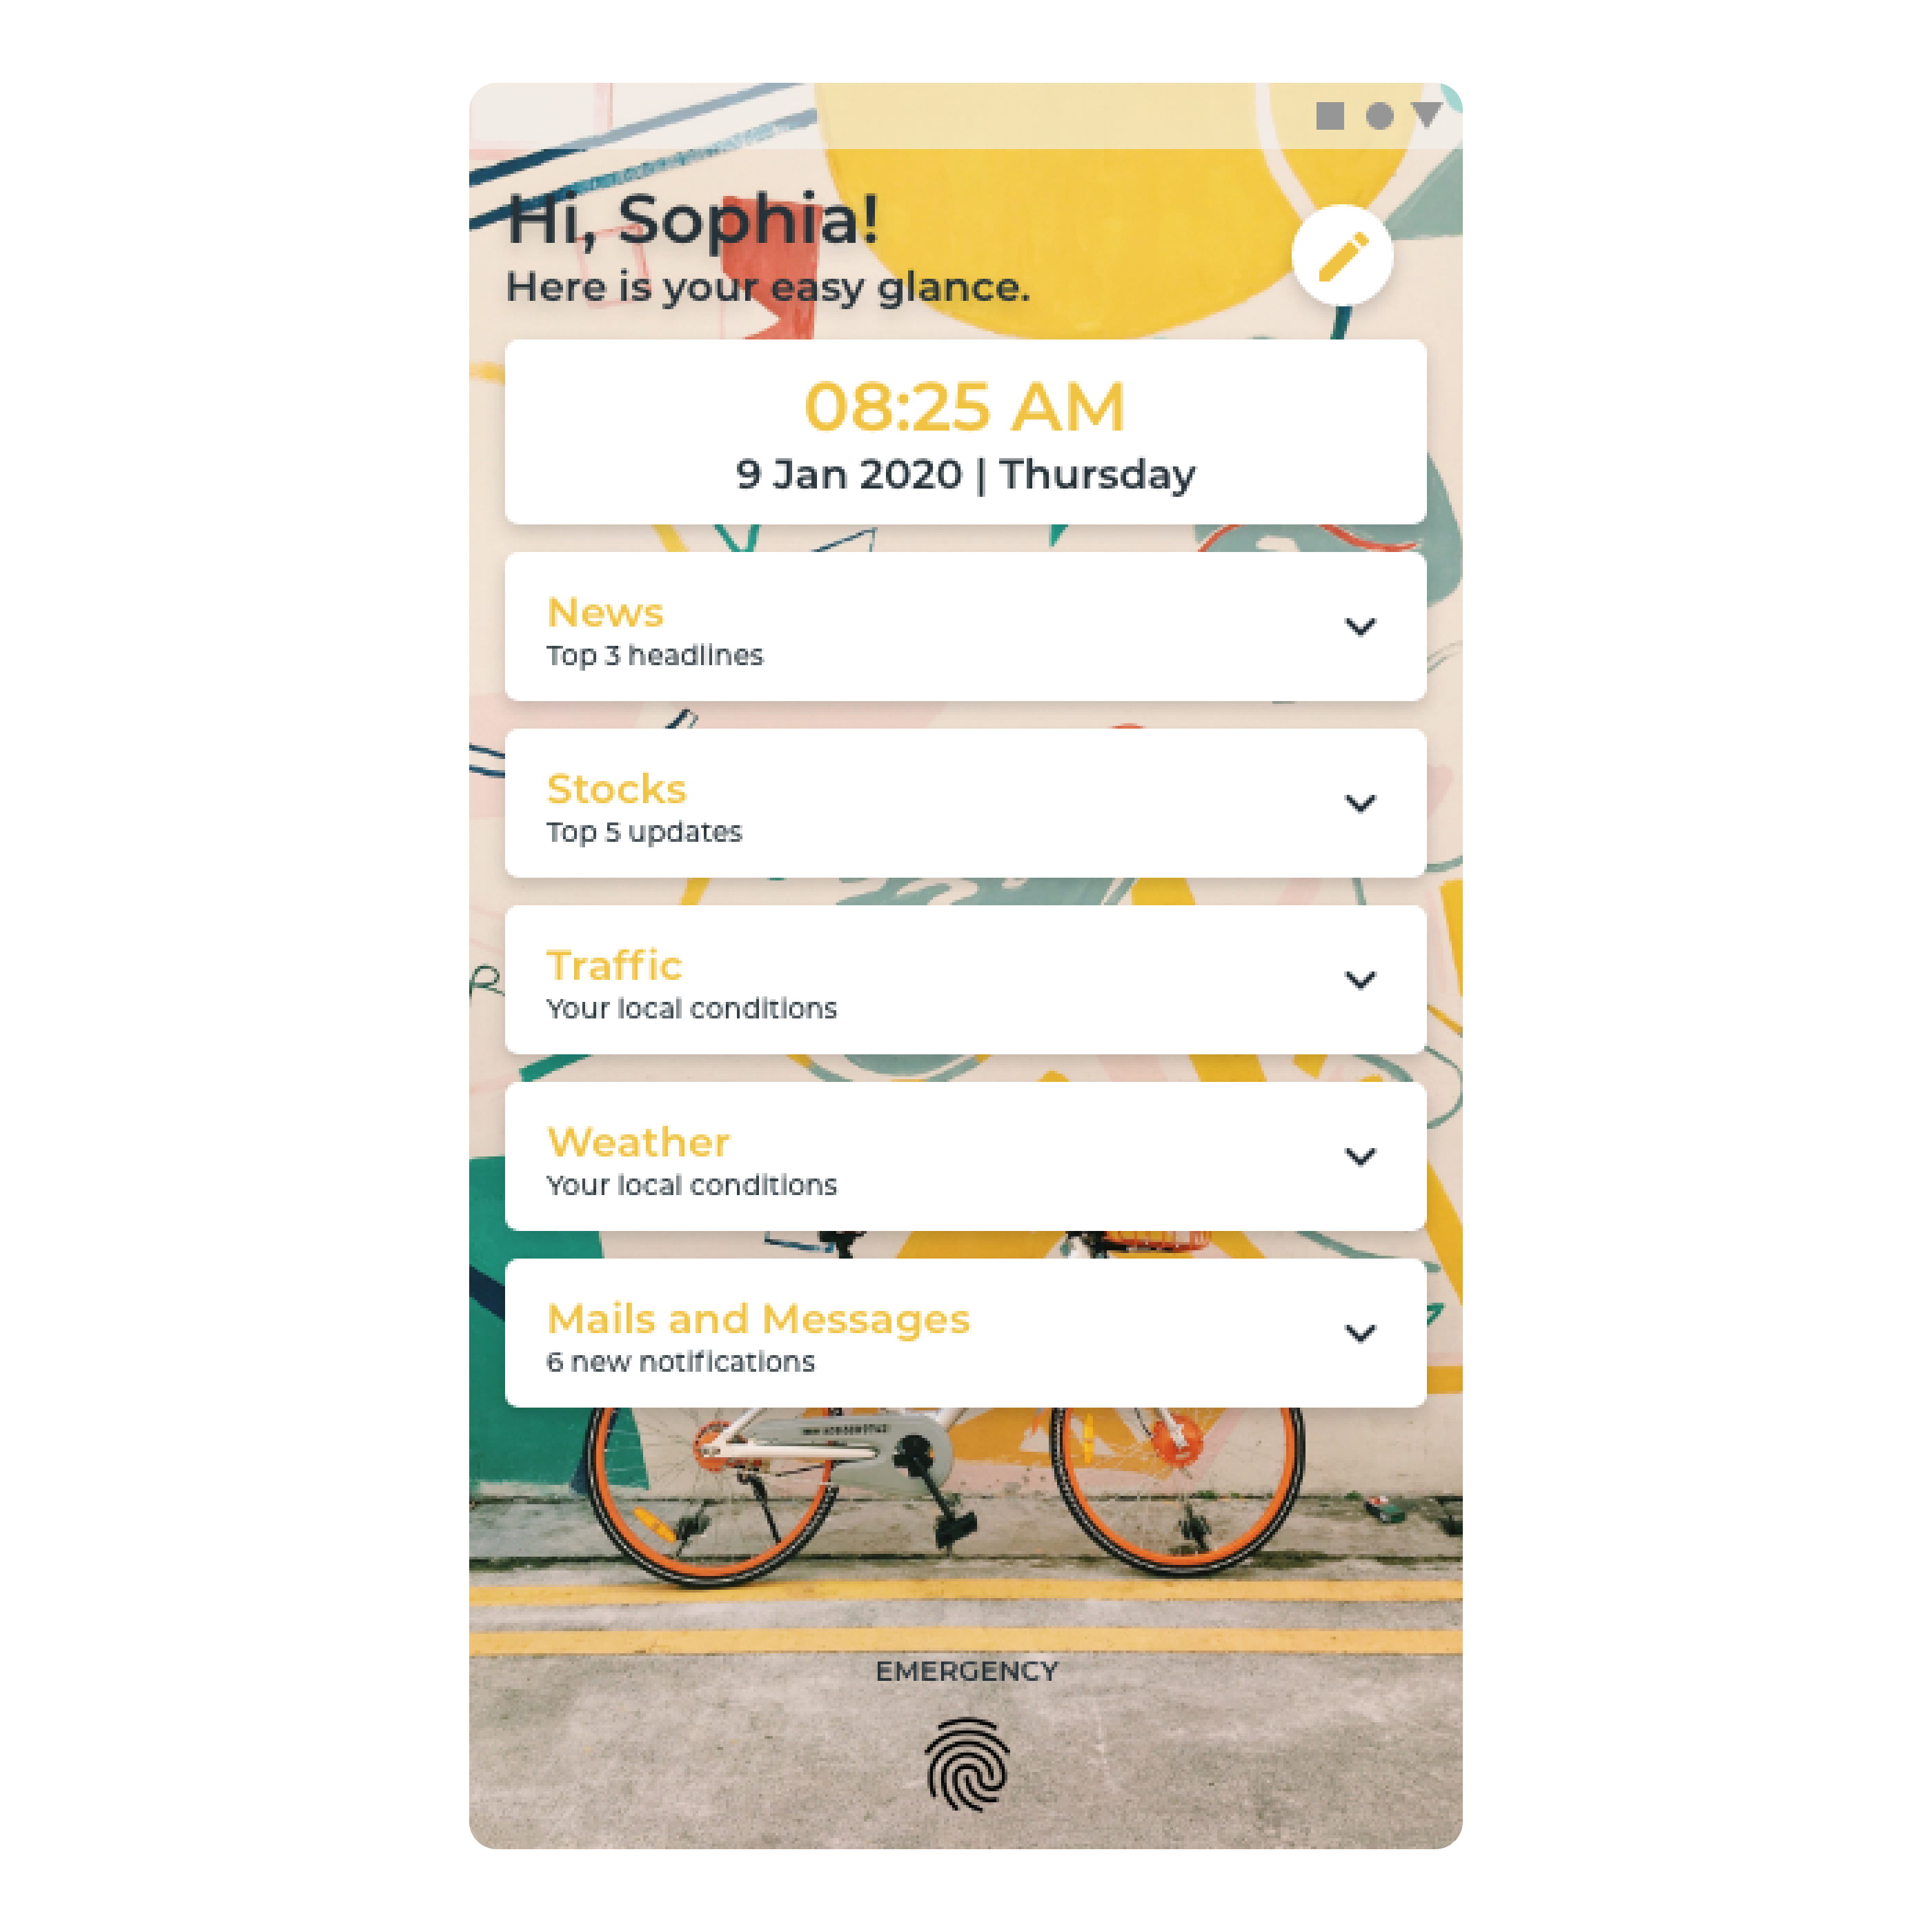 Hi, Sophia!
Here is your easy glance.
08:25 AM
9 Jan 2020 | Thursday
News
Top 3 headlines
Stocks
Top 5 updates
Traffic
Your local conditions
Weather
Your local conditions
Mails and Messages
6 new notifications
EMERGENCY